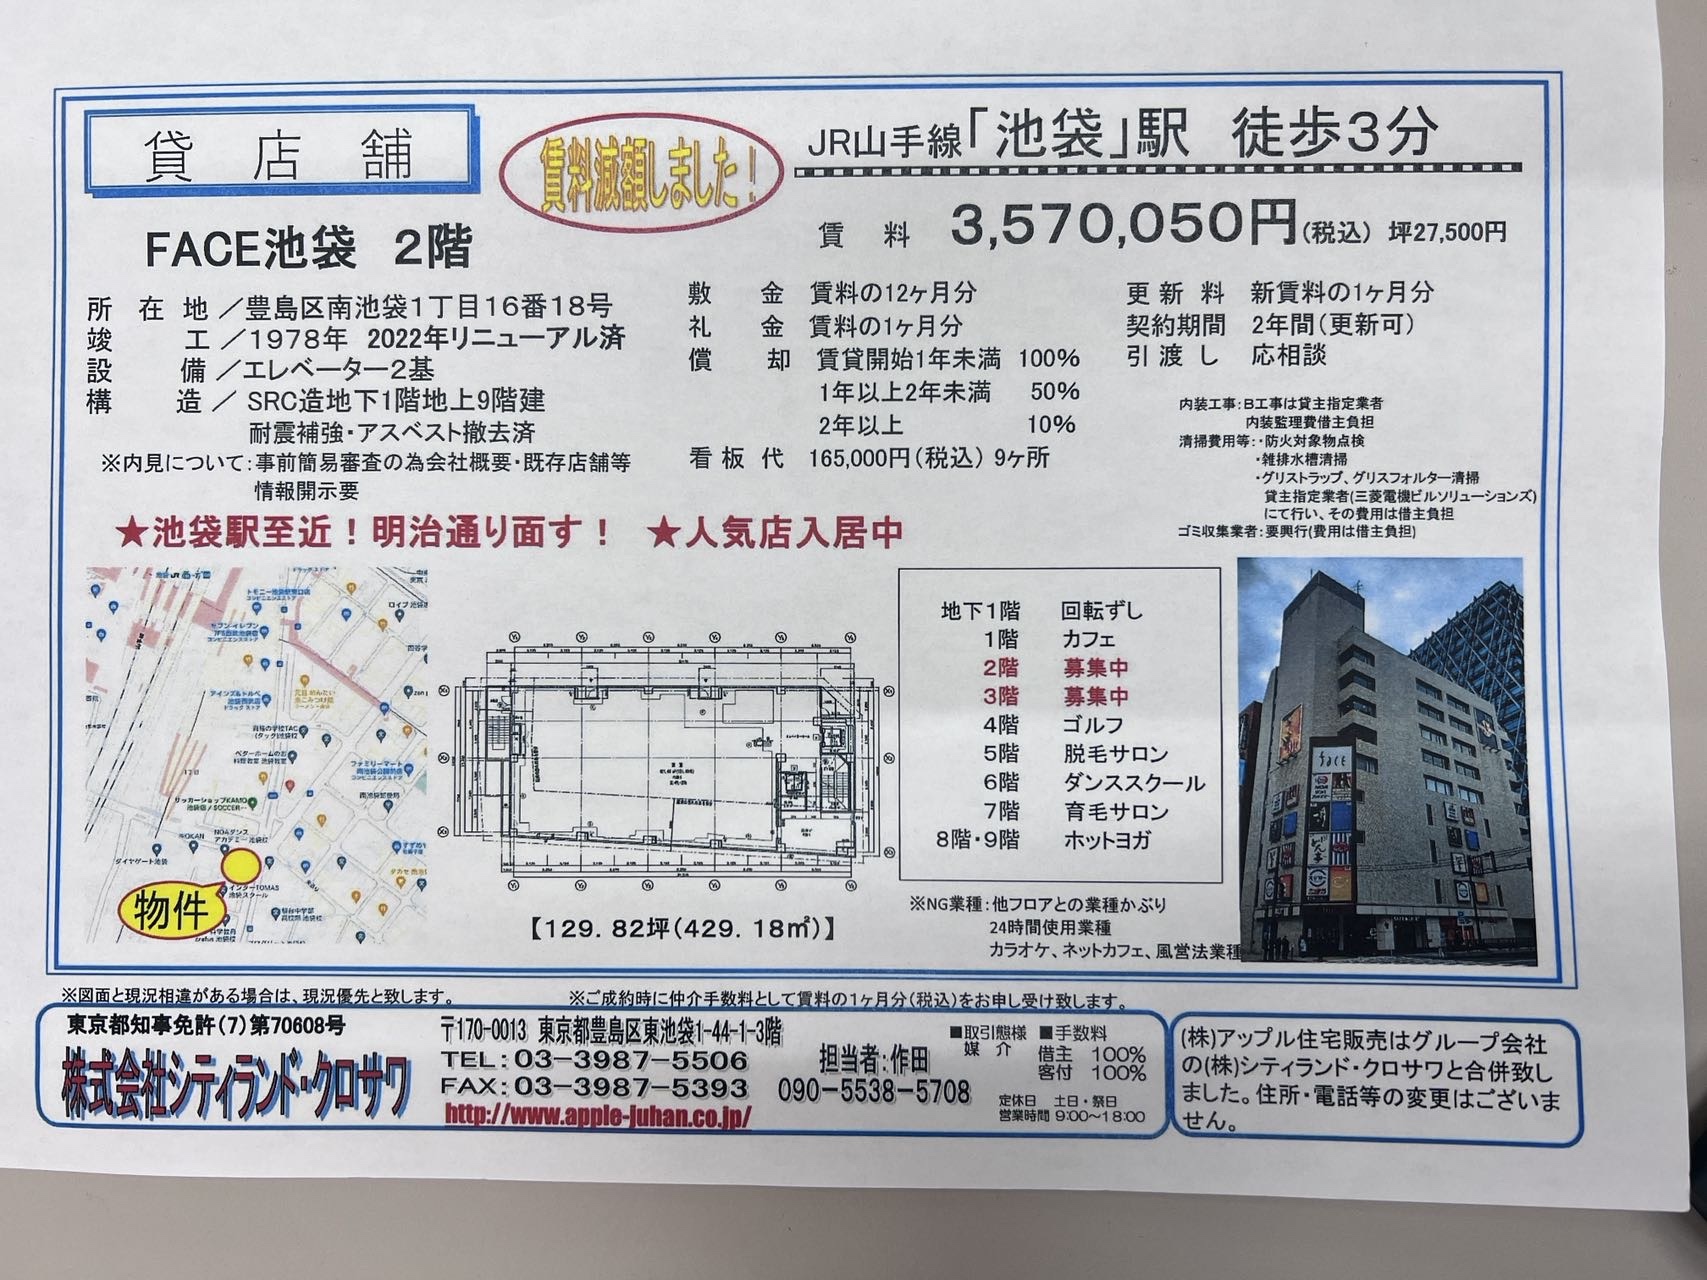 貸店舗
賃料減額しました！
JR山手線「池袋」駅 徒歩3分
FACE池袋 2階
賃料 3,570,050円(税込) 坪27,500円
所在地／豊島区南池袋1丁目16番18号
竣工／1978年 2022年リニューアル済
設備／エレベーター2基
構造／SRC造地下1階地上9階建
耐震補強・アスベスト撤去済
※内見について：事前簡易審査の為会社概要・既存店舗等
情報開示要
敷金 賃料の12ヶ月分
礼金 賃料の1ヶ月分
償却 賃貸開始1年未満 100%
1年以上2年未満 50%
2年以上 10%
看板代 165,000円(税込) 9ヶ所
更新料 新賃料の1ヶ月分
契約期間 2年間(更新可)
引渡し 応相談
内装工事：B工事は貸主指定業者
内装監理費借主負担
清掃費用等：・防火対象物点検
・雑排水槽清掃
・グリストラップ、グリスフォルター清掃
貸主指定業者(三菱電機ビルソリューションズ)
にて行い、その費用は借主負担
ゴミ収集業者：要興行(費用は借主負担)
★池袋駅至近！明治通り面す！ ★人気店入居中
物件
【129.82坪(429.18㎡)】
地下1階 回転ずし
1階 カフェ
2階 募集中
3階 募集中
4階 ゴルフ
5階 脱毛サロン
6階 ダンススクール
7階 育毛サロン
8階・9階 ホットヨガ
※NG業種：他フロアとの業種かぶり
24時間使用業種
カラオケ、ネットカフェ、風営法業種
face
※図面と現況相違がある場合は、現況優先と致します。
※ご成約時に仲介手数料として賃料の1ヶ月分(税込)をお申し受け致します。
東京都知事免許(7)第70608号
株式会社シティランド・クロサワ
〒170-0013 東京都豊島区東池袋1-44-1-3階
TEL：03-3987-5506
FAX：03-3987-5393
http://www.apple-juhan.co.jp/
担当者：作田
090-5538-5708
■取引態様 ■手数料
媒介 借主 100%
客付 100%
定休日 土日・祭日
営業時間 9:00～18:00
(株)アップル住宅販売はグループ会社
の(株)シティランド・クロサワと合併致し
ました。住所・電話等の変更はございま
せん。